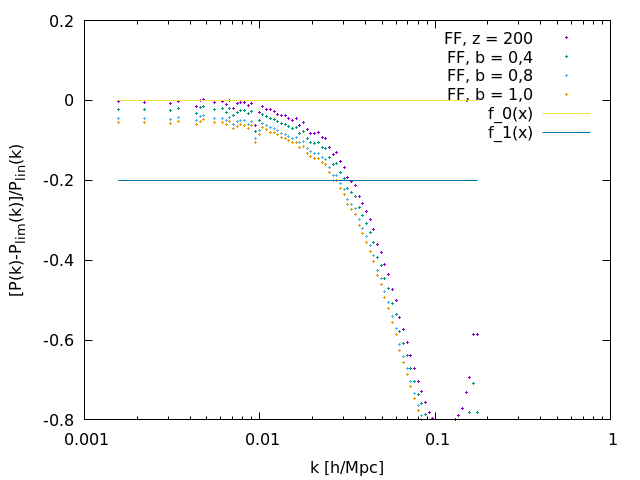 0.2
0
-0.2
-0.4
-0.6
-0.8
0.001
0.01
0.1
1
k [h/Mpc]
[P(k)-P_lim(k)]/P_lin(k)
FF, z = 200
FF, b = 0,4
FF, b = 0,8
FF, b = 1,0
f_0(x)
f_1(x)